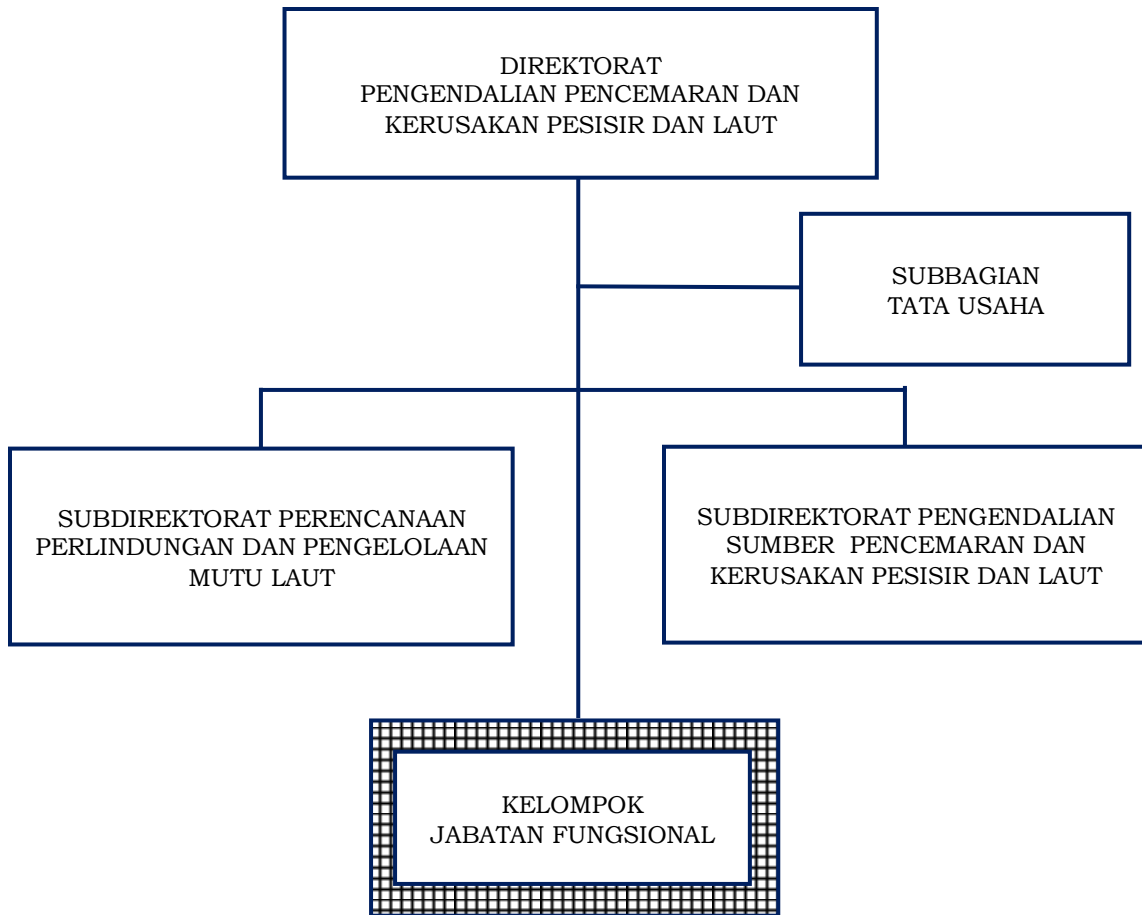 DIREKTORAT
PENGENDALIAN PENCEMARAN DAN
KERUSAKAN PESISIR DAN LAUT
SUBBAGIAN
TATA USAHA
SUBDIREKTORAT PERENCANAAN
PERLINDUNGAN DAN PENGELOLAAN
MUTU LAUT
SUBDIREKTORAT PENGENDALIAN
SUMBER PENCEMARAN DAN
KERUSAKAN PESISIR DAN LAUT
KELOMPOK
JABATAN FUNGSIONAL